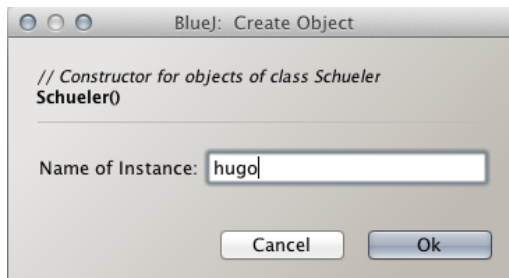 BlueJ: Create Object
// Constructor for objects of class Schueler
Schueler()
Name of Instance: hugo
Cancel Ok